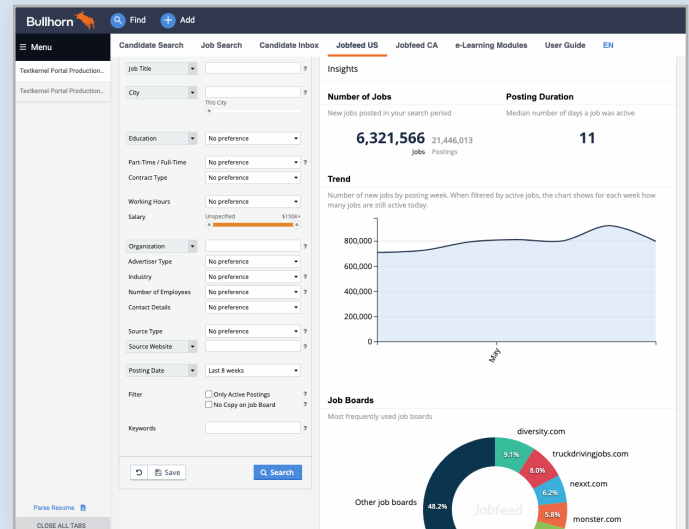 Bullhorn
Find
Add
Menu
Candidate Search
Job Search
Candidate Inbox
Jobfeed US
Jobfeed CA
e-Learning Modules
User Guide
EN
Textkernel Portal Production...
Textkernel Portal Production...
Job Title
?
City
?
This City
Education
No preference
Part-Time / Full-Time
No preference
?
Contract Type
No preference
Working Hours
No preference
Salary
Unspecified
$150K+
Organization
?
Advertiser Type
No preference
Industry
No preference
?
Number of Employees
No preference
?
Contact Details
No preference
Source Type
No preference
?
Source Website
?
Posting Date
Last 8 weeks
Filter
Only Active Postings
?
No Copy on Job Board
?
Keywords
?
Save
Search
Parse Resume
CLOSE ALL TABS
Insights
Number of Jobs
New jobs posted in your search period
6,321,566
Jobs
21,446,013
Postings
Posting Duration
Median number of days a job was active
11
Trend
Number of new jobs by posting week. When filtered by active jobs, the chart shows for each week how
many jobs are still active today.
800,000
600,000
400,000
200,000
0
May
Job Boards
Most frequently used job boards
diversity.com
9.1%
truckdrivingjobs.com
8.0%
nexxt.com
6.2%
monster.com
5.8%
Other job boards
48.2%
Jobfeed